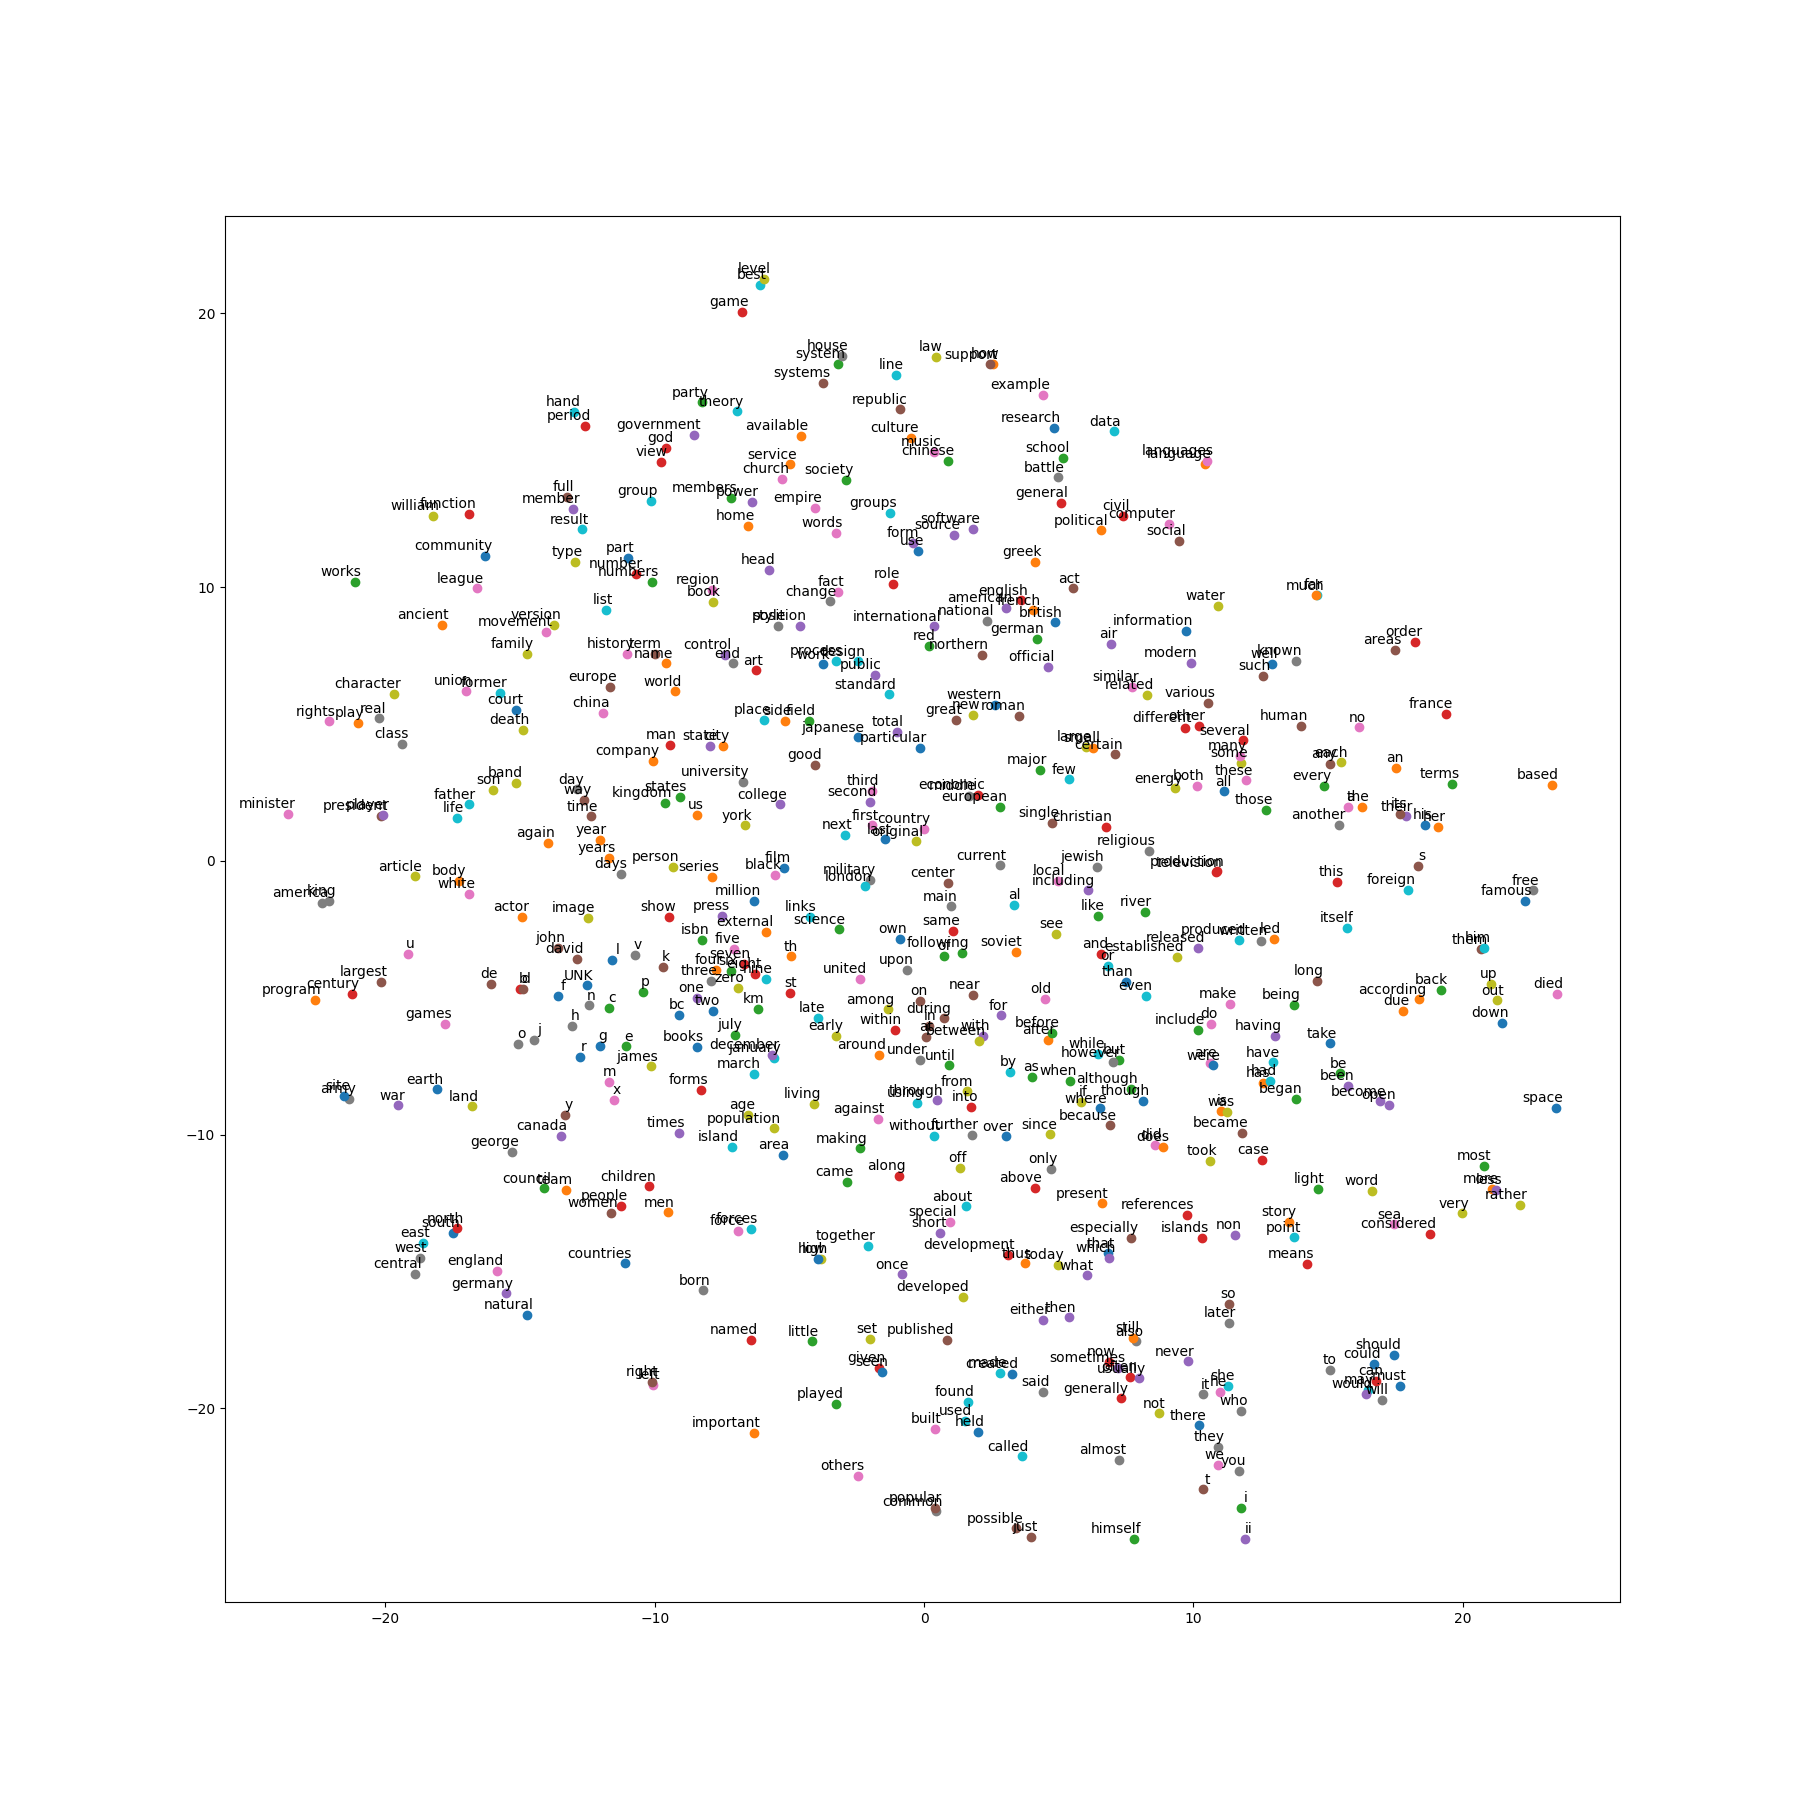 level
best
game
20
house
system
law
support
how
line
systems
example
party
theory
republic
hand
period
research
data
government
available
culture
god
music
chinese
school
languages
language
view
service
church
society
battle
full
member
members
power
group
empire
groups
general
william
function
civil
computer
home
result
words
software
source
form
use
political
social
community
type
part
number
numbers
head
greek
works
10
league
region
book
fact
change
role
act
english
american
french
british
much
far
list
water
ancient
version
movement
style
position
international
national
german
information
family
history
term
name
control
end
art
process
work
design
public
red
northern
official
air
modern
well
known
such
areas
order
character
union
former
europe
world
standard
similar
related
rights
play
real
court
death
china
place
side
field
japanese
total
great
new
western
roman
various
different
other
human
no
france
class
man
state
city
company
good
particular
large
small
certain
several
many
some
any
each
an
son
band
day
way
time
kingdom
states
university
major
few
energy
both
these
all
every
terms
based
minister
president
player
father
life
us
york
college
third
second
first
last
next
country
original
economic
middle
european
single
christian
those
another
a
the
their
its
his
her
again
year
years
days
0
article
body
white
person
series
black
film
military
london
current
center
jewish
local
including
religious
production
television
this
foreign
s
free
famous
america
king
actor
image
show
million
press
links
science
external
main
al
like
river
see
itself
u
john
david
l
v
k
isbn
five
four
six
seven
eight
nine
three
zero
th
st
own
same
following
of
soviet
and
or
than
established
released
produced
written
led
him
them
largest
century
program
de
UNK
f
n
c
p
one
two
bc
km
united
upon
on
near
old
even
long
make
being
according
due
back
up
out
down
died
games
o
j
h
r
g
e
books
july
december
january
march
late
early
among
within
around
during
in
at
between
with
for
before
after
while
however
but
include
do
having
take
james
m
x
forms
under
until
by
as
when
are
were
have
has
had
be
been
site
army
war
earth
land
y
canada
george
living
age
population
times
island
area
against
using
through
from
into
if
where
although
though
because
is
was
began
become
open
space
−10
without
further
over
since
did
does
became
making
came
along
off
only
above
took
case
council
team
children
people
women
men
light
word
most
more
less
rather
very
sea
considered
north
south
east
west
central
force
forces
about
special
short
present
references
islands
non
story
point
means
england
germany
natural
countries
high
low
together
once
development
thus
today
especially
that
which
what
born
developed
either
then
so
later
named
little
set
published
still
also
right
left
given
seen
made
created
now
sometimes
often
usually
generally
never
said
she
he
it
who
to
should
could
can
may
must
would
will
played
−20
important
found
used
built
held
called
not
there
they
almost
we
you
t
others
popular
common
possible
just
himself
i
ii
−20
−10
0
10
20